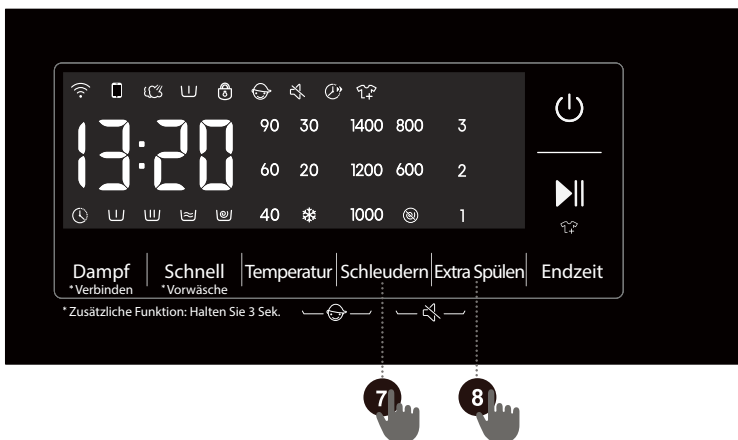 13:20
90 30 1400 800 3
60 20 1200 600 2
40 1000 1
Dampf Schnell Temperatur Schleudern Extra Spülen Endzeit
*Verbinden *Vorwäsche
*Zusätzliche Funktion: Halten Sie 3 Sek.
7 8